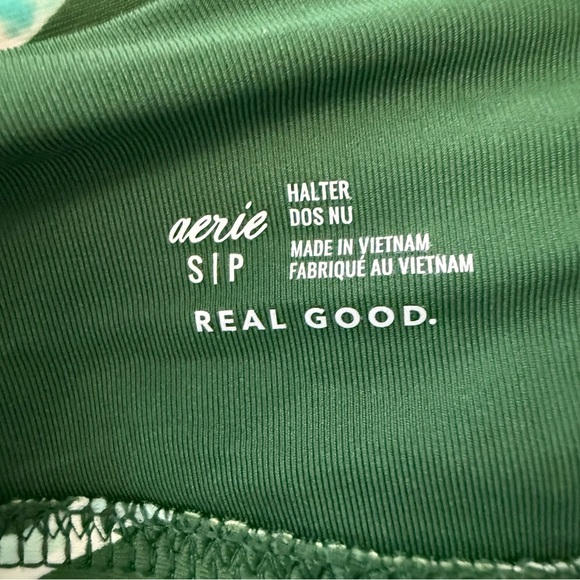 aerie
S|P
HALTER
DOS NU
MADE IN VIETNAM
FABRIQUÉ AU VIETNAM
REAL GOOD.